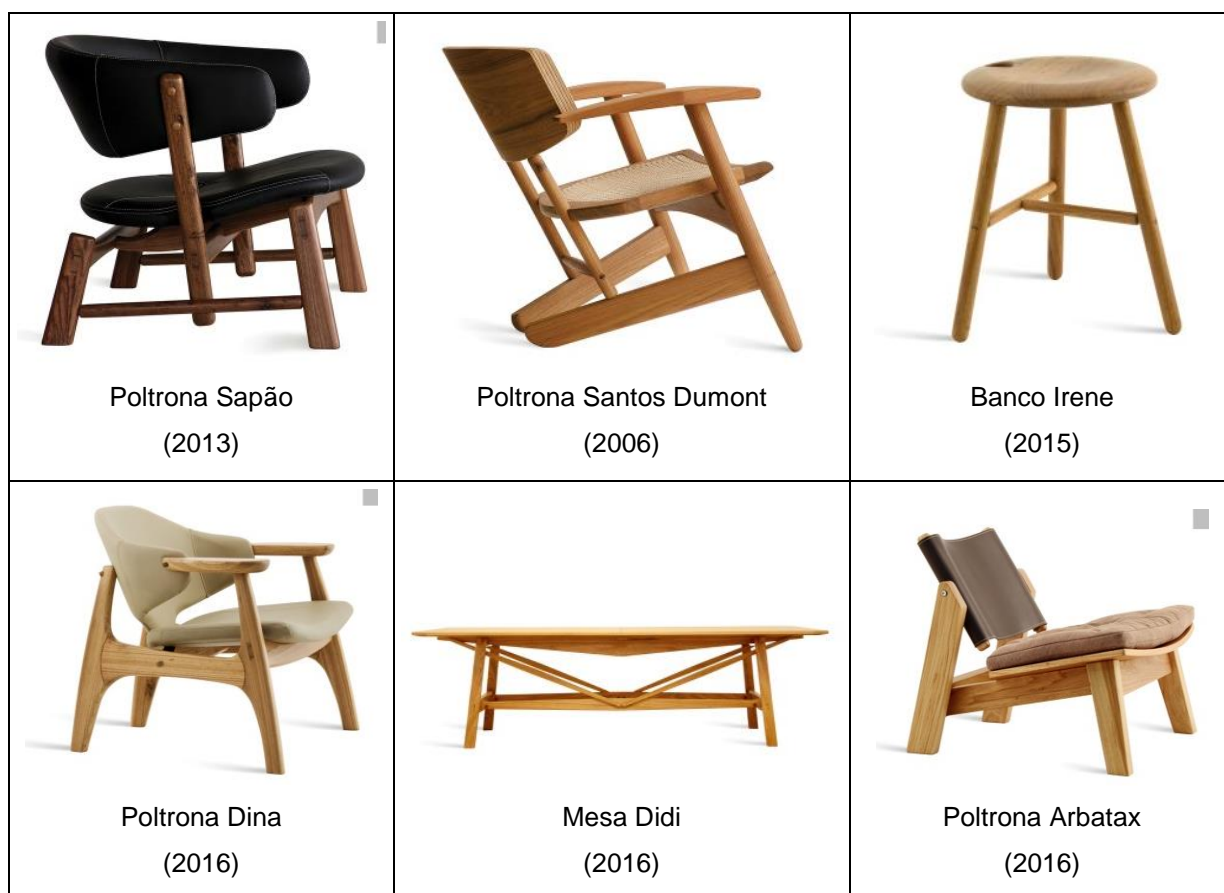 Poltrona Sapão
(2013)
Poltrona Santos Dumont
(2006)
Banco Irene
(2015)
Poltrona Dina
(2016)
Mesa Didi
(2016)
Poltrona Arbatax
(2016)